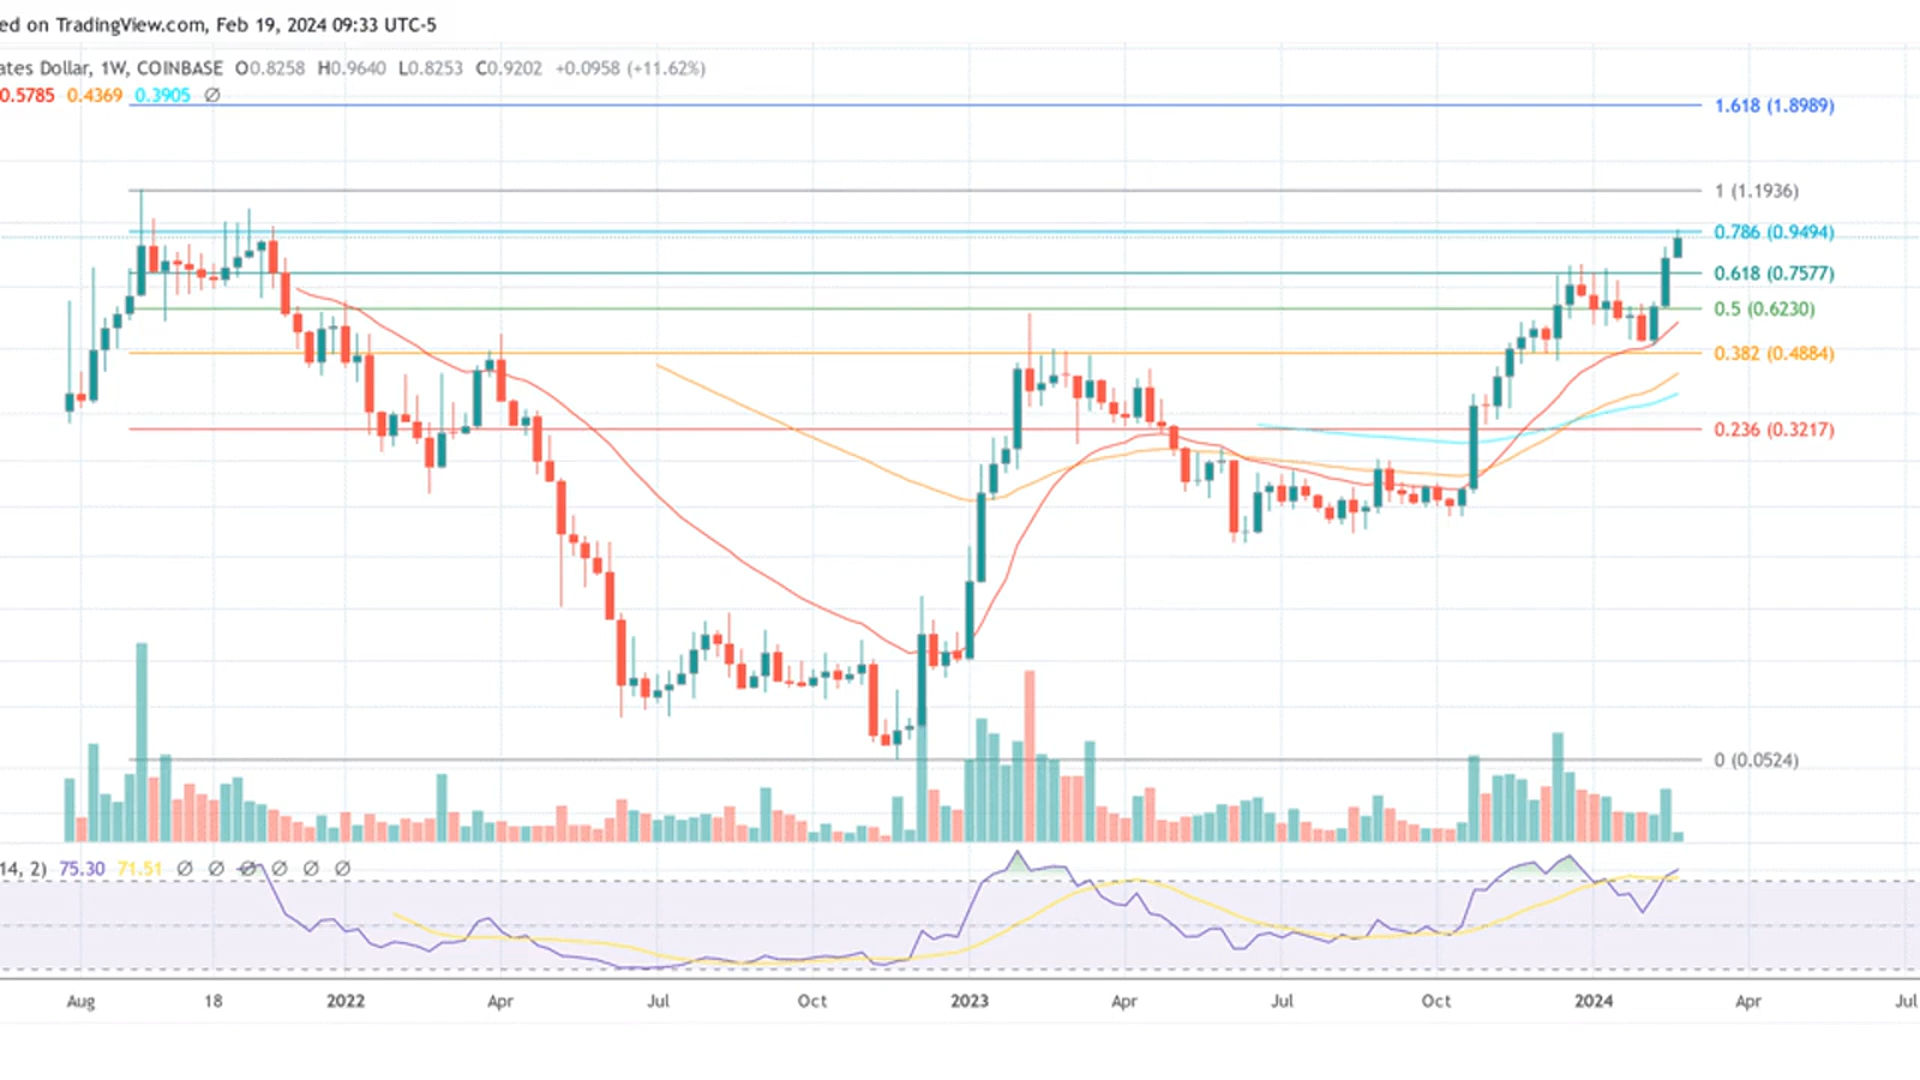 ed on TradingView.com, Feb 19, 2024 09:33 UTC-5
ates Dollar, 1W, COINBASE O0.8258 H0.9640 L0.8253 C0.9202 +0.0958 (+11.62%)
0.5785 0.4369 0.3905 ∅
1.618 (1.8989)
1 (1.1936)
0.786 (0.9494)
0.618 (0.7577)
0.5 (0.6230)
0.382 (0.4884)
0.236 (0.3217)
0 (0.0524)
14, 2) 75.30 71.51 ∅ ∅ ∅ ∅ ∅ ∅
Aug 18 2022 Apr Jul Oct 2023 Apr Jul Oct 2024 Apr Jul